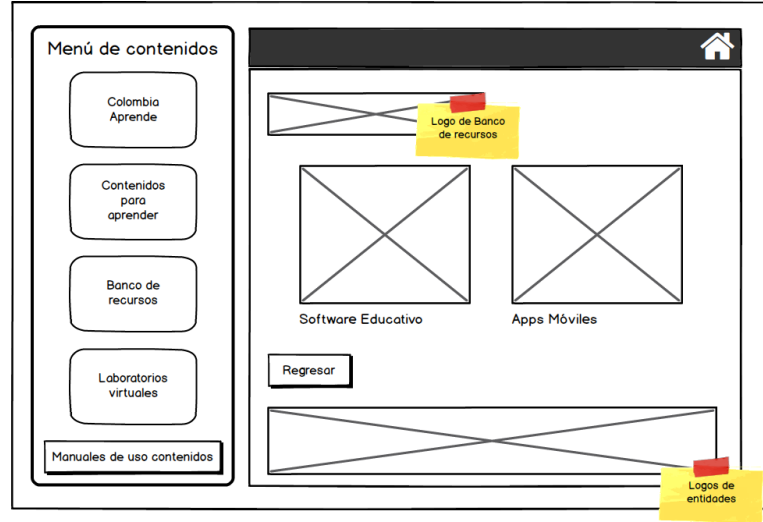 Menú de contenidos
Colombia
Aprende
Contenidos
para
aprender
Banco de
recursos
Laboratorios
virtuales
Manuales de uso contenidos
Logo de Banco
de recursos
Software Educativo
Apps Móviles
Regresar
Logos de
entidades